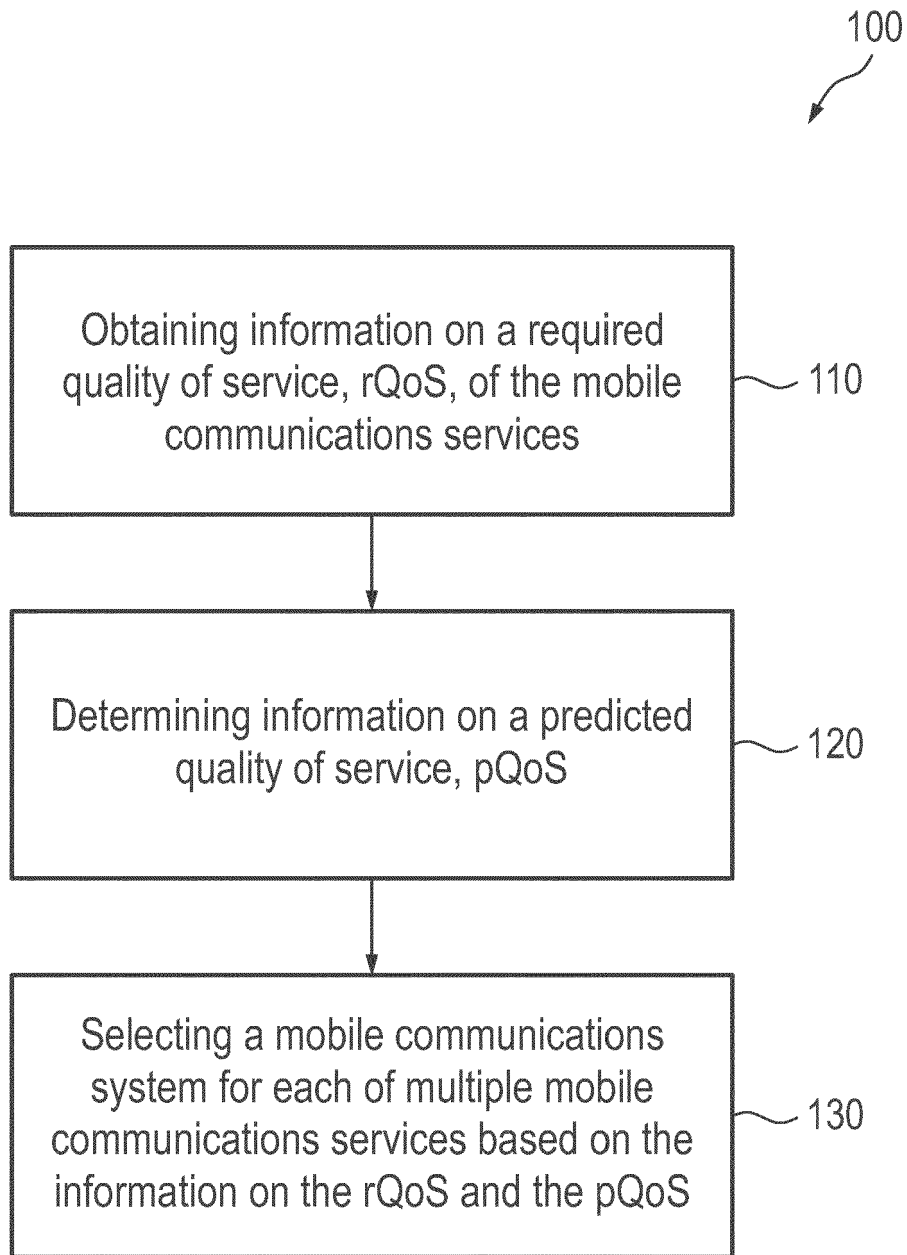 100
Obtaining information on a required
quality of service, rQoS, of the mobile
communications services
110
Determining information on a predicted
quality of service, pQoS
120
Selecting a mobile communications
system for each of multiple mobile
communications services based on the
information on the rQoS and the pQoS
130